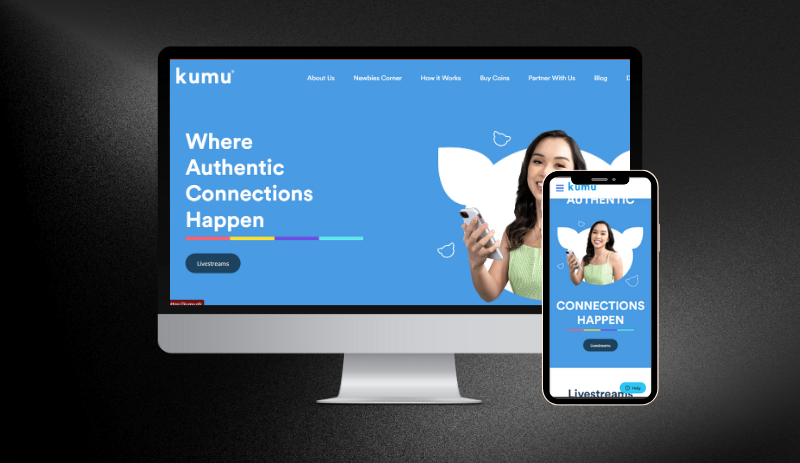 kumu
About Us Newbies Corner How it Works Buy Coins Partner With Us Blog D
Where
Authentic
Connections
Happen
Livestreams
kumu
AUTHENTIC
CONNECTIONS
HAPPEN
Livestreams
Help
Livestreams